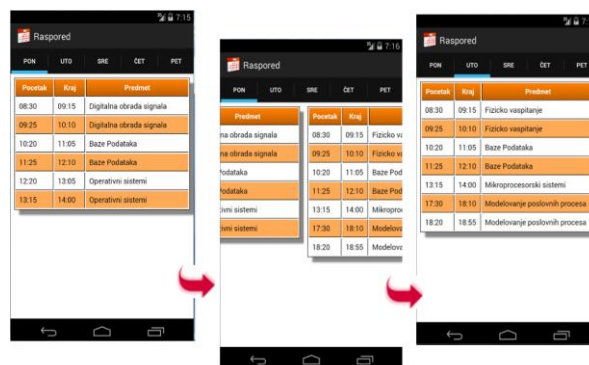 7:15
Raspored
PON UTO SRE ČET PET
Pocetak Kraj Predmet
08:30 09:15 Digitalna obrada signala
09:25 10:10 Digitalna obrada signala
10:20 11:05 Baze Podataka
11:25 12:10 Baze Podataka
12:20 13:05 Operativni sistemi
13:15 14:00 Operativni sistemi
7:16
Raspored
PON UTO SRE ČET PET
Predmet Pocetak Kraj
na obrada signala 08:30 09:15 Fizicko va
na obrada signala 09:25 10:10 Fizicko va
Podataka 10:20 11:05 Baze Pod
Podataka 11:25 12:10 Baze Pod
tivni sistemi 13:15 14:00 Mikroproc
tivni sistemi 17:30 18:10 Modelova
18:20 18:55 Modelova
Raspored
PON UTO SRE ČET PET
Pocetak Kraj Predmet
08:30 09:15 Fizicko vaspitanje
09:25 10:10 Fizicko vaspitanje
10:20 11:05 Baze Podataka
11:25 12:10 Baze Podataka
13:15 14:00 Mikroprocesorski sistemi
17:30 18:10 Modelovanje poslovnih procesa
18:20 18:55 Modelovanje poslovnih procesa